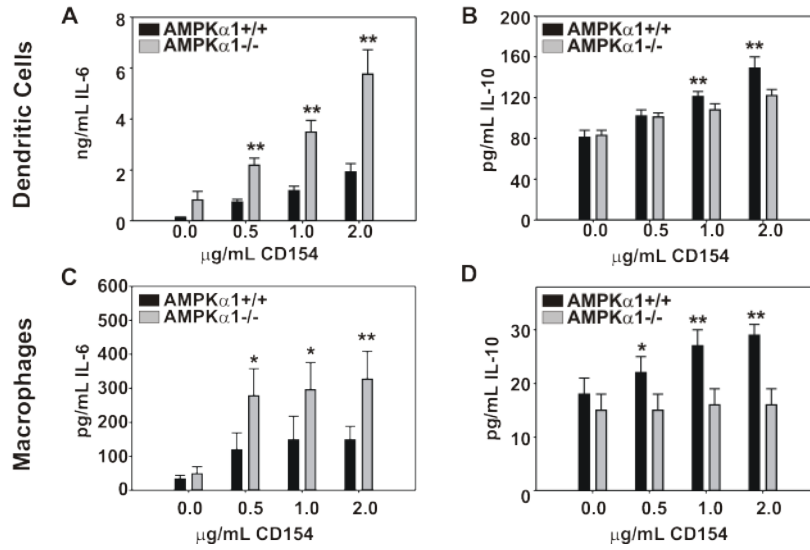 Dendritic Cells
A
AMPKα1+/+
AMPKα1-/-
ng/mL IL-6
8
6
4
2
0
**
**
**
0.0 0.5 1.0 2.0
μg/mL CD154
B
AMPKα1+/+
AMPKα1-/-
pg/mL IL-10
200
160
120
80
40
0
**
**
0.0 0.5 1.0 2.0
μg/mL CD154
Macrophages
C
AMPKα1+/+
AMPKα1-/-
pg/mL IL-6
600
500
400
300
200
100
0
*
*
**
0.0 0.5 1.0 2.0
μg/mL CD154
D
AMPKα1+/+
AMPKα1-/-
pg/mL IL-10
30
20
10
0
*
**
**
0.0 0.5 1.0 2.0
μg/mL CD154